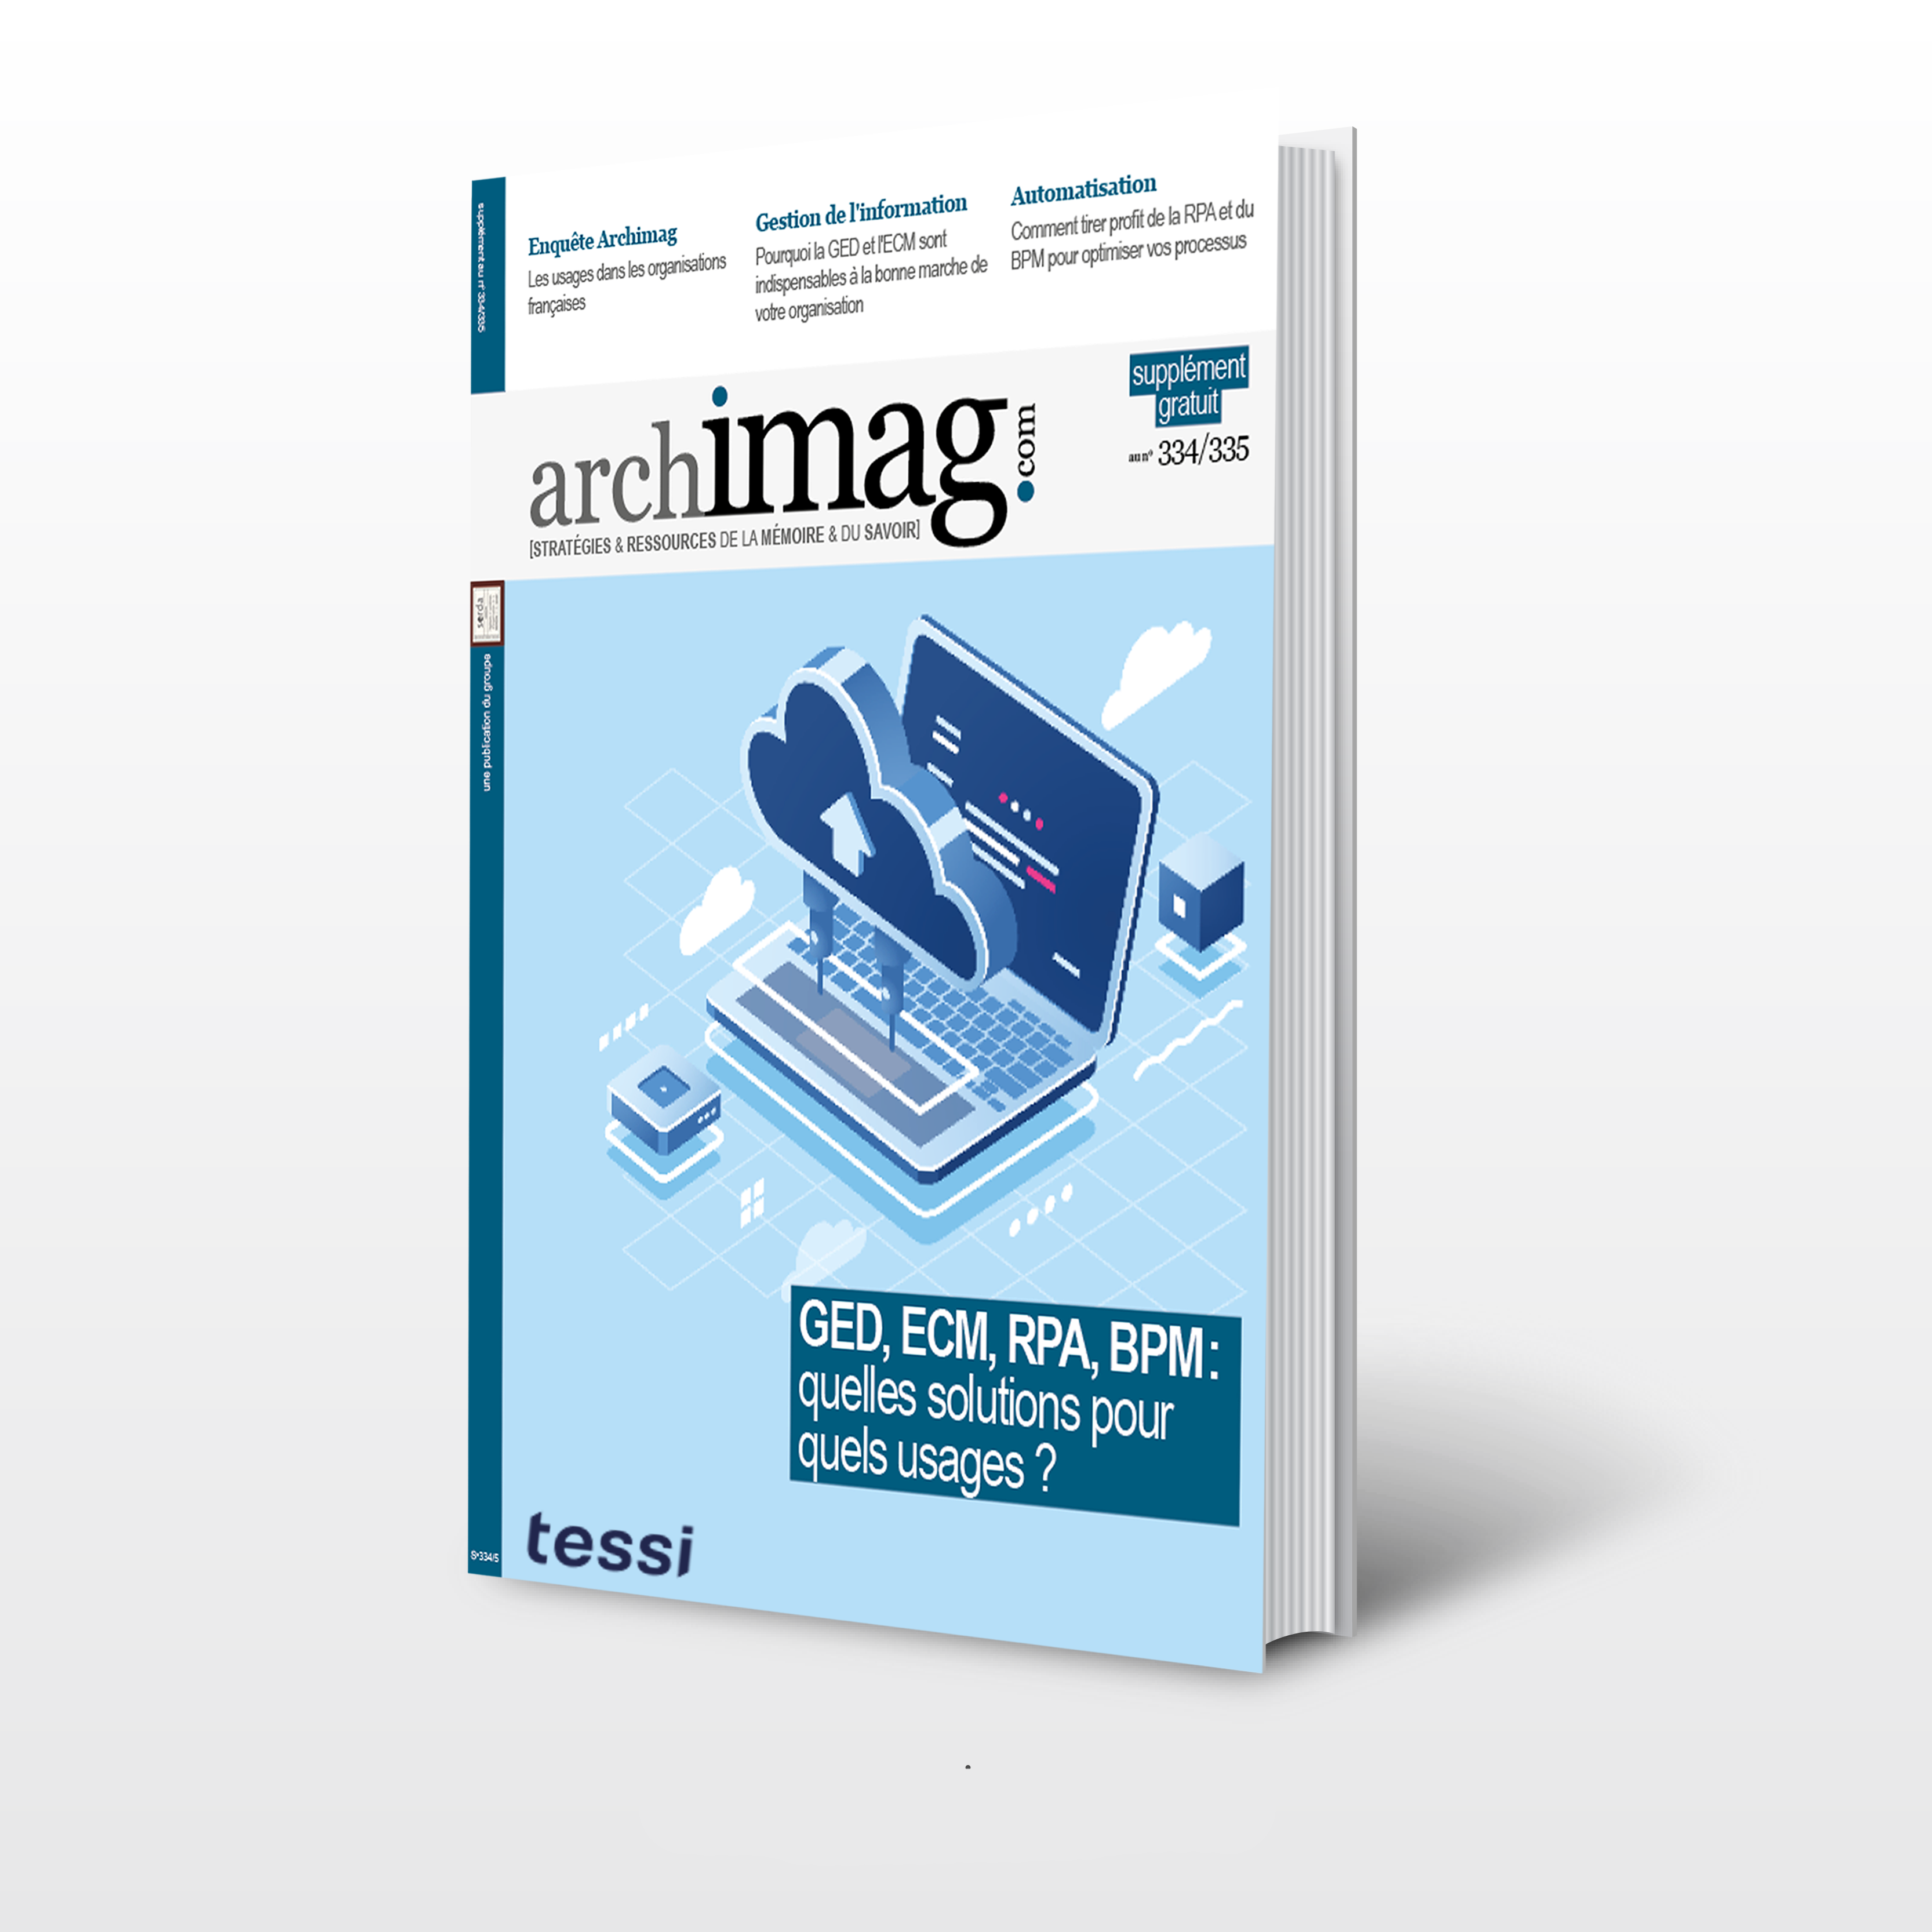 supplément au n° 334/335
Enquête Archimag
Les usages dans les organisations
françaises
Gestion de l'information
Pourquoi la GED et l'ECM sont
indispensables à la bonne marche de
votre organisation
Automatisation
Comment tirer profit de la RPA et du
BPM pour optimiser vos processus
supplément
gratuit
au n° 334/335
archimag.com
[STRATÉGIES & RESSOURCES DE LA MÉMOIRE & DU SAVOIR]
serda
une publication du groupe
GED, ECM, RPA, BPM :
quelles solutions pour
quels usages ?
tessi
S•334/5